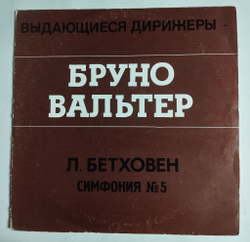 ВЫДАЮЩИЕСЯ ДИРИЖЕРЫ —
БРУНО
ВАЛЬТЕР
Л. БЕТХОВЕН
СИМФОНИЯ №5